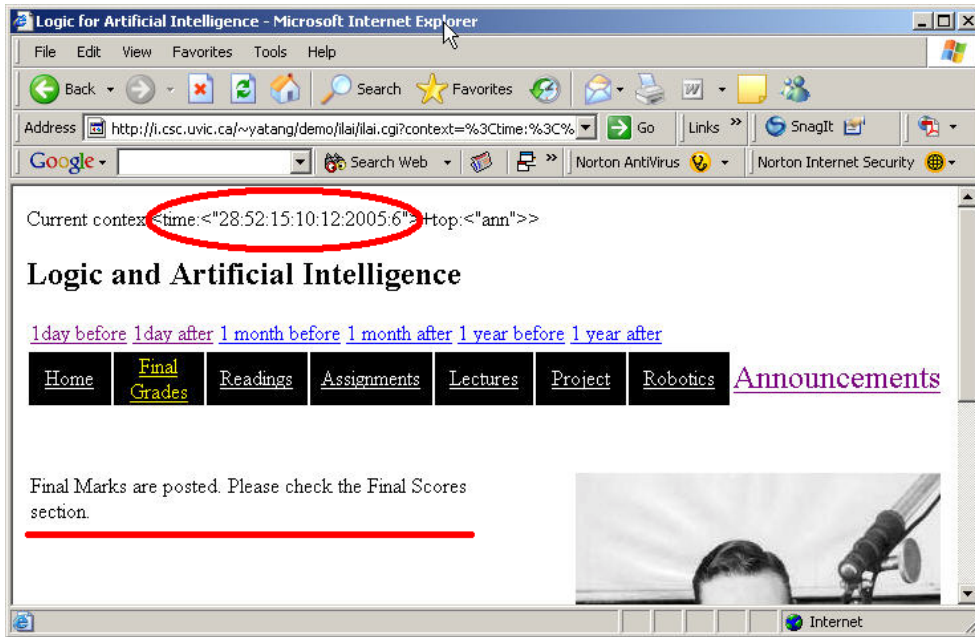 Logic for Artificial Intelligence - Microsoft Internet Explorer
File Edit View Favorites Tools Help
Back Search Favorites
Address http://i.csc.uvic.ca/~yatang/demo/ilai/ilai.cgi?context=%3Ctime:%3C% Go Links » SnagIt
Google Search Web » Norton AntiVirus Norton Internet Security
Current context<time:<"28:52:15:10:12:2005:6">+top:<"ann">>
Logic and Artificial Intelligence
1day before 1day after 1 month before 1 month after 1 year before 1 year after
Home Final Grades Readings Assignments Lectures Project Robotics Announcements
Final Marks are posted. Please check the Final Scores
section.
Internet